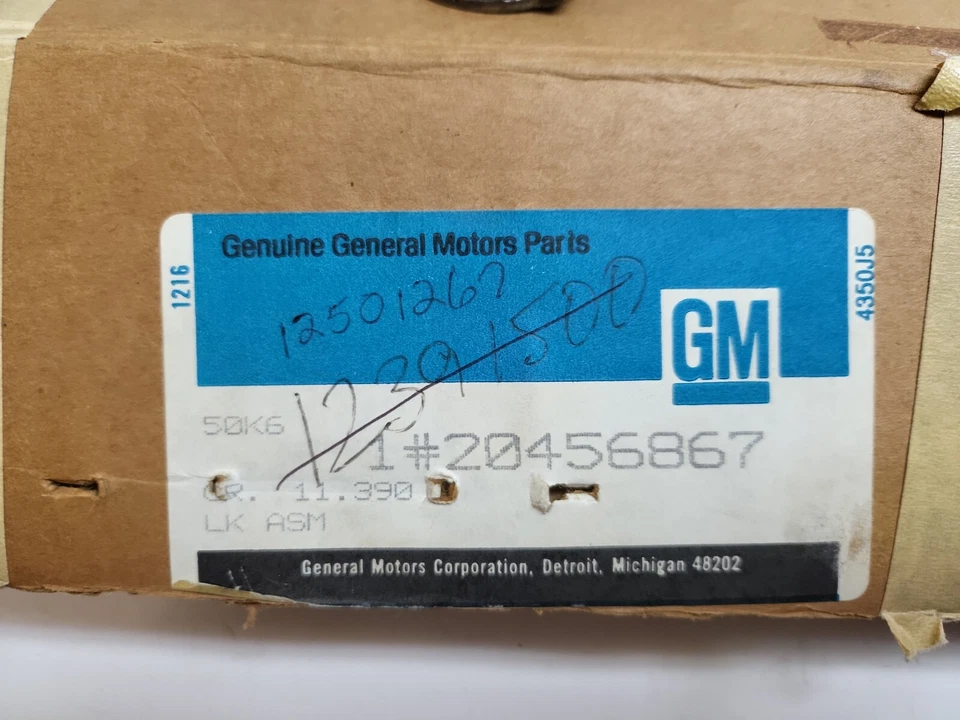 Genuine General Motors Parts
1216
4350J5
12501267
12391500
GM
50K6
1#20456867
GR. 11.390
LK ASM
General Motors Corporation, Detroit, Michigan 48202